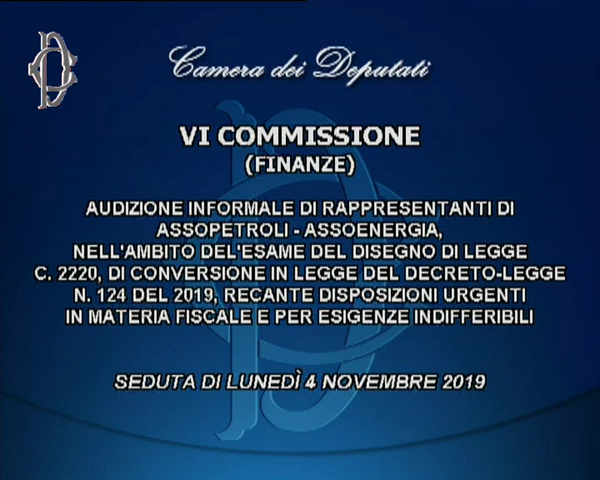 Camera dei Deputati
VI COMMISSIONE
(FINANZE)
AUDIZIONE INFORMALE DI RAPPRESENTANTI DI
ASSOPETROLI - ASSOENERGIA,
NELL'AMBITO DEL'ESAME DEL DISEGNO DI LEGGE
C. 2220, DI CONVERSIONE IN LEGGE DEL DECRETO-LEGGE
N. 124 DEL 2019, RECANTE DISPOSIZIONI URGENTI
IN MATERIA FISCALE E PER ESIGENZE INDIFFERIBILI
SEDUTA DI LUNEDÌ 4 NOVEMBRE 2019